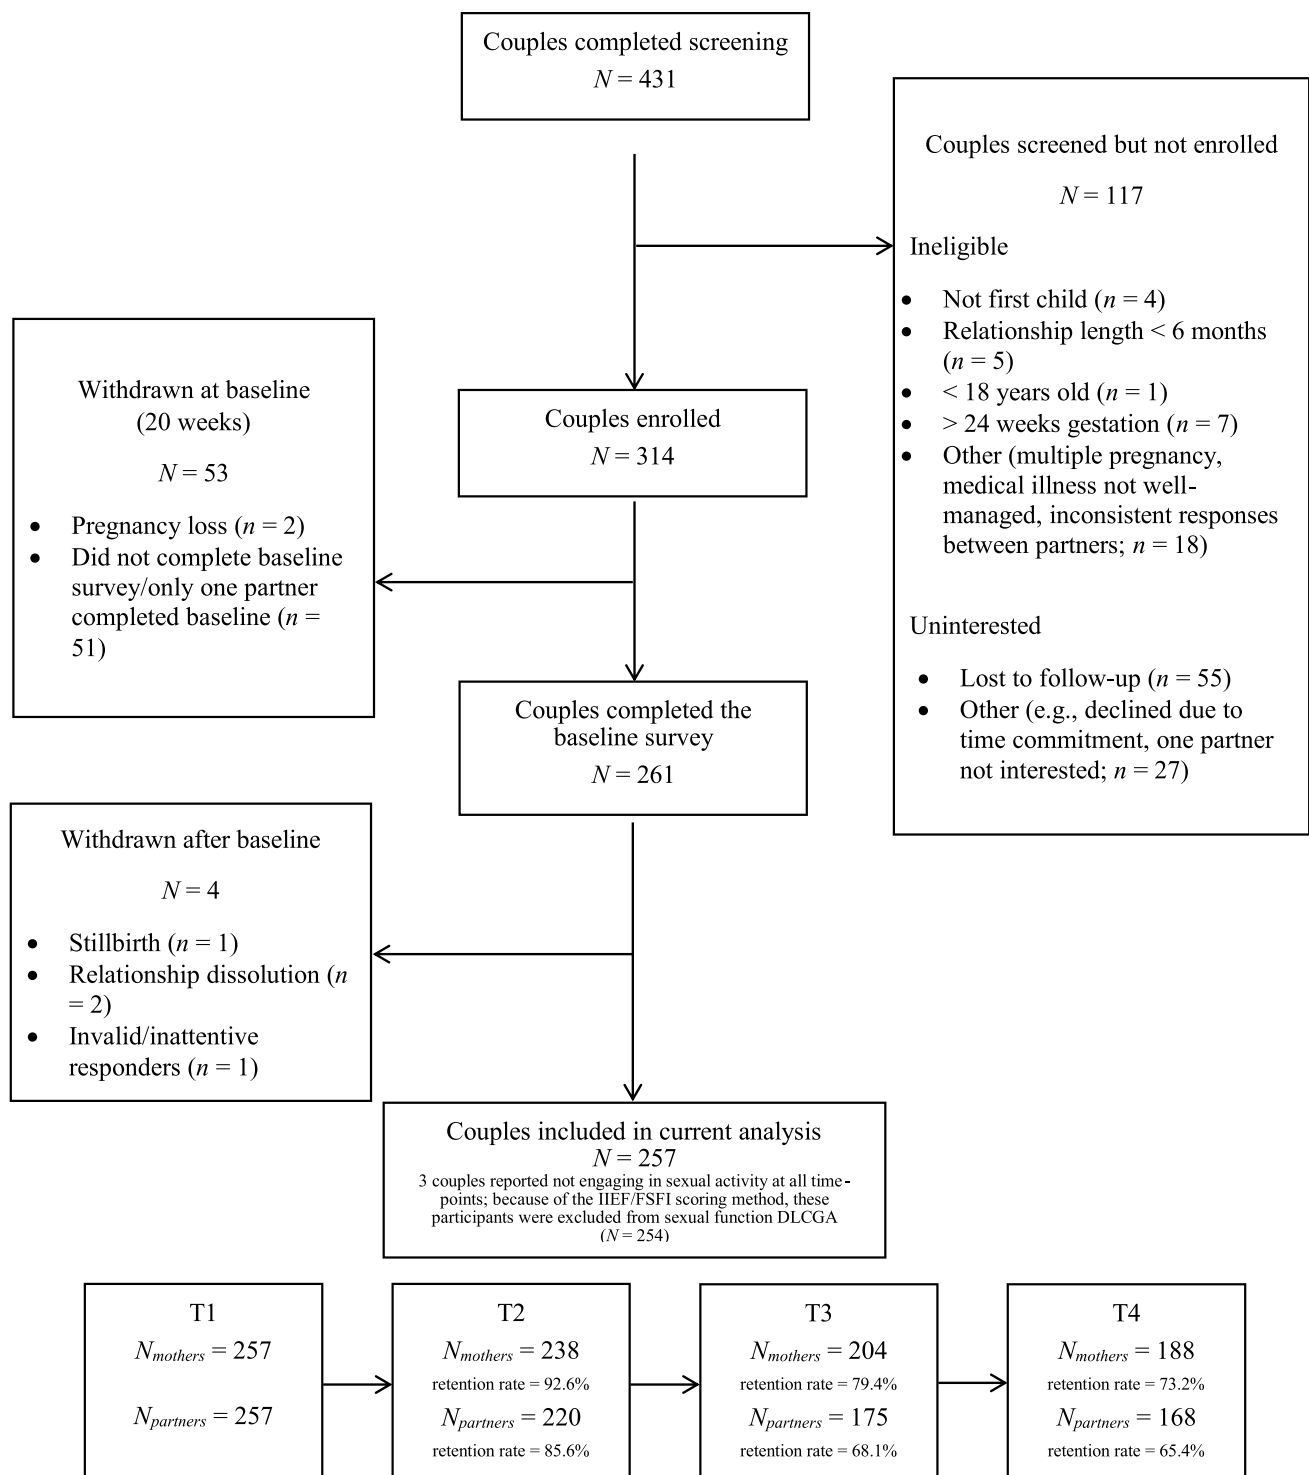 Couples completed screening
N = 431
Couples screened but not enrolled
N = 117
Ineligible
• Not first child (n = 4)
• Relationship length < 6 months
(n = 5)
• < 18 years old (n = 1)
• > 24 weeks gestation (n = 7)
• Other (multiple pregnancy,
medical illness not well-
managed, inconsistent responses
between partners; n = 18)
Uninterested
• Lost to follow-up (n = 55)
• Other (e.g., declined due to
time commitment, one partner
not interested; n = 27)
Couples enrolled
N = 314
Withdrawn at baseline
(20 weeks)
N = 53
• Pregnancy loss (n = 2)
• Did not complete baseline
survey/only one partner
completed baseline (n =
51)
Couples completed the
baseline survey
N = 261
Withdrawn after baseline
N = 4
• Stillbirth (n = 1)
• Relationship dissolution (n
= 2)
• Invalid/inattentive
responders (n = 1)
Couples included in current analysis
N = 257
3 couples reported not engaging in sexual activity at all time-
points; because of the IIEF/FSFI scoring method, these
participants were excluded from sexual function DLCGA
(N = 254)
T1
Nmothers = 257
Npartners = 257
T2
Nmothers = 238
retention rate = 92.6%
Npartners = 220
retention rate = 85.6%
T3
Nmothers = 204
retention rate = 79.4%
Npartners = 175
retention rate = 68.1%
T4
Nmothers = 188
retention rate = 73.2%
Npartners = 168
retention rate = 65.4%